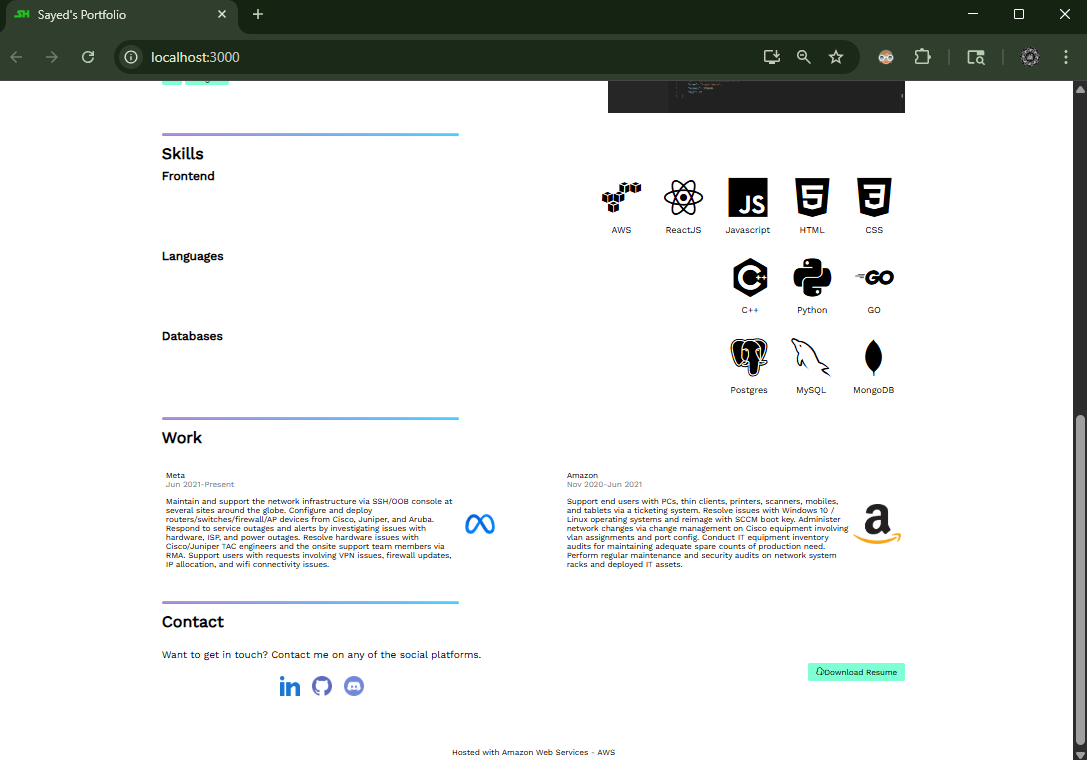 Sayed's Portfolio
localhost:3000
Skills
Frontend
AWS
ReactJS
JS
Javascript
5
HTML
3
CSS
Languages
C++
C++
Python
GO
GO
Databases
Postgres
MySQL
MongoDB
Work
Meta
Jun 2021-Present
Maintain and support the network infrastructure via SSH/OOB console at
several sites around the globe. Configure and deploy
routers/switches/firewall/AP devices from Cisco, Juniper, and Aruba.
Respond to service outages and alerts by investigating issues with
hardware, ISP, and power outages. Resolve hardware issues with
Cisco/Juniper TAC engineers and the onsite support team members via
RMA. Support users with requests involving VPN issues, firewall updates,
IP allocation, and wifi connectivity issues.
Amazon
Nov 2020-Jun 2021
Support end users with PCs, thin clients, printers, scanners, mobiles,
and tablets via a ticketing system. Resolve issues with Windows 10 /
Linux operating systems and reimage with SCCM boot key. Administer
network changes via change management on Cisco equipment involving
vlan assignments and port config. Conduct IT equipment inventory
audits for maintaining adequate spare counts of production need.
Perform regular maintenance and security audits on network system
racks and deployed IT assets.
a
Contact
Want to get in touch? Contact me on any of the social platforms.
in
Download Resume
Hosted with Amazon Web Services - AWS